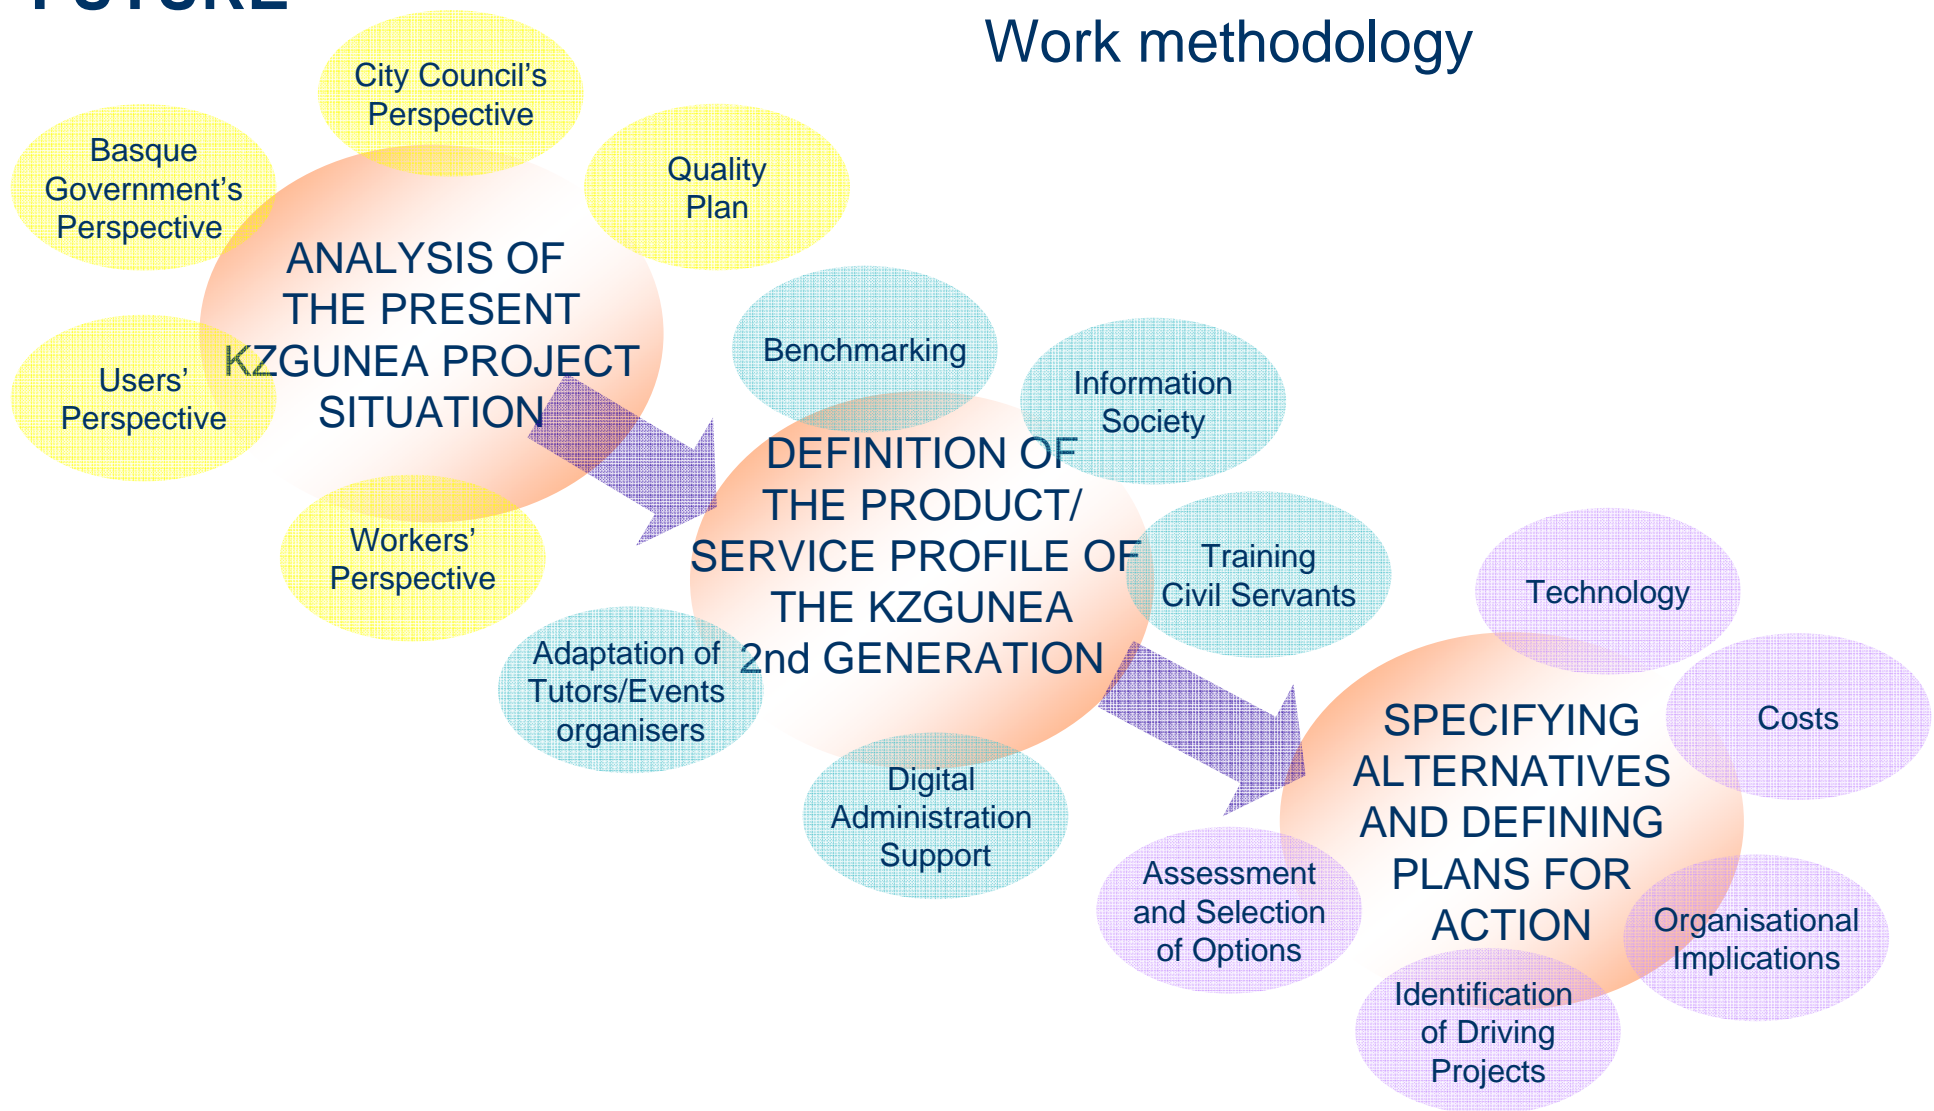 FUTURE
Work methodology
City Council’s
Perspective
Basque
Government’s
Perspective
Quality
Plan
ANALYSIS OF
THE PRESENT
KZGUNEA PROJECT
SITUATION
Users’
Perspective
Workers’
Perspective
Benchmarking
Information
Society
DEFINITION OF
THE PRODUCT/
SERVICE PROFILE OF
THE KZGUNEA
2nd GENERATION
Training
Civil Servants
Adaptation of
Tutors/Events
organisers
Digital
Administration
Support
Technology
Costs
SPECIFYING
ALTERNATIVES
AND DEFINING
PLANS FOR
ACTION
Assessment
and Selection
of Options
Organisational
Implications
Identification
of Driving
Projects